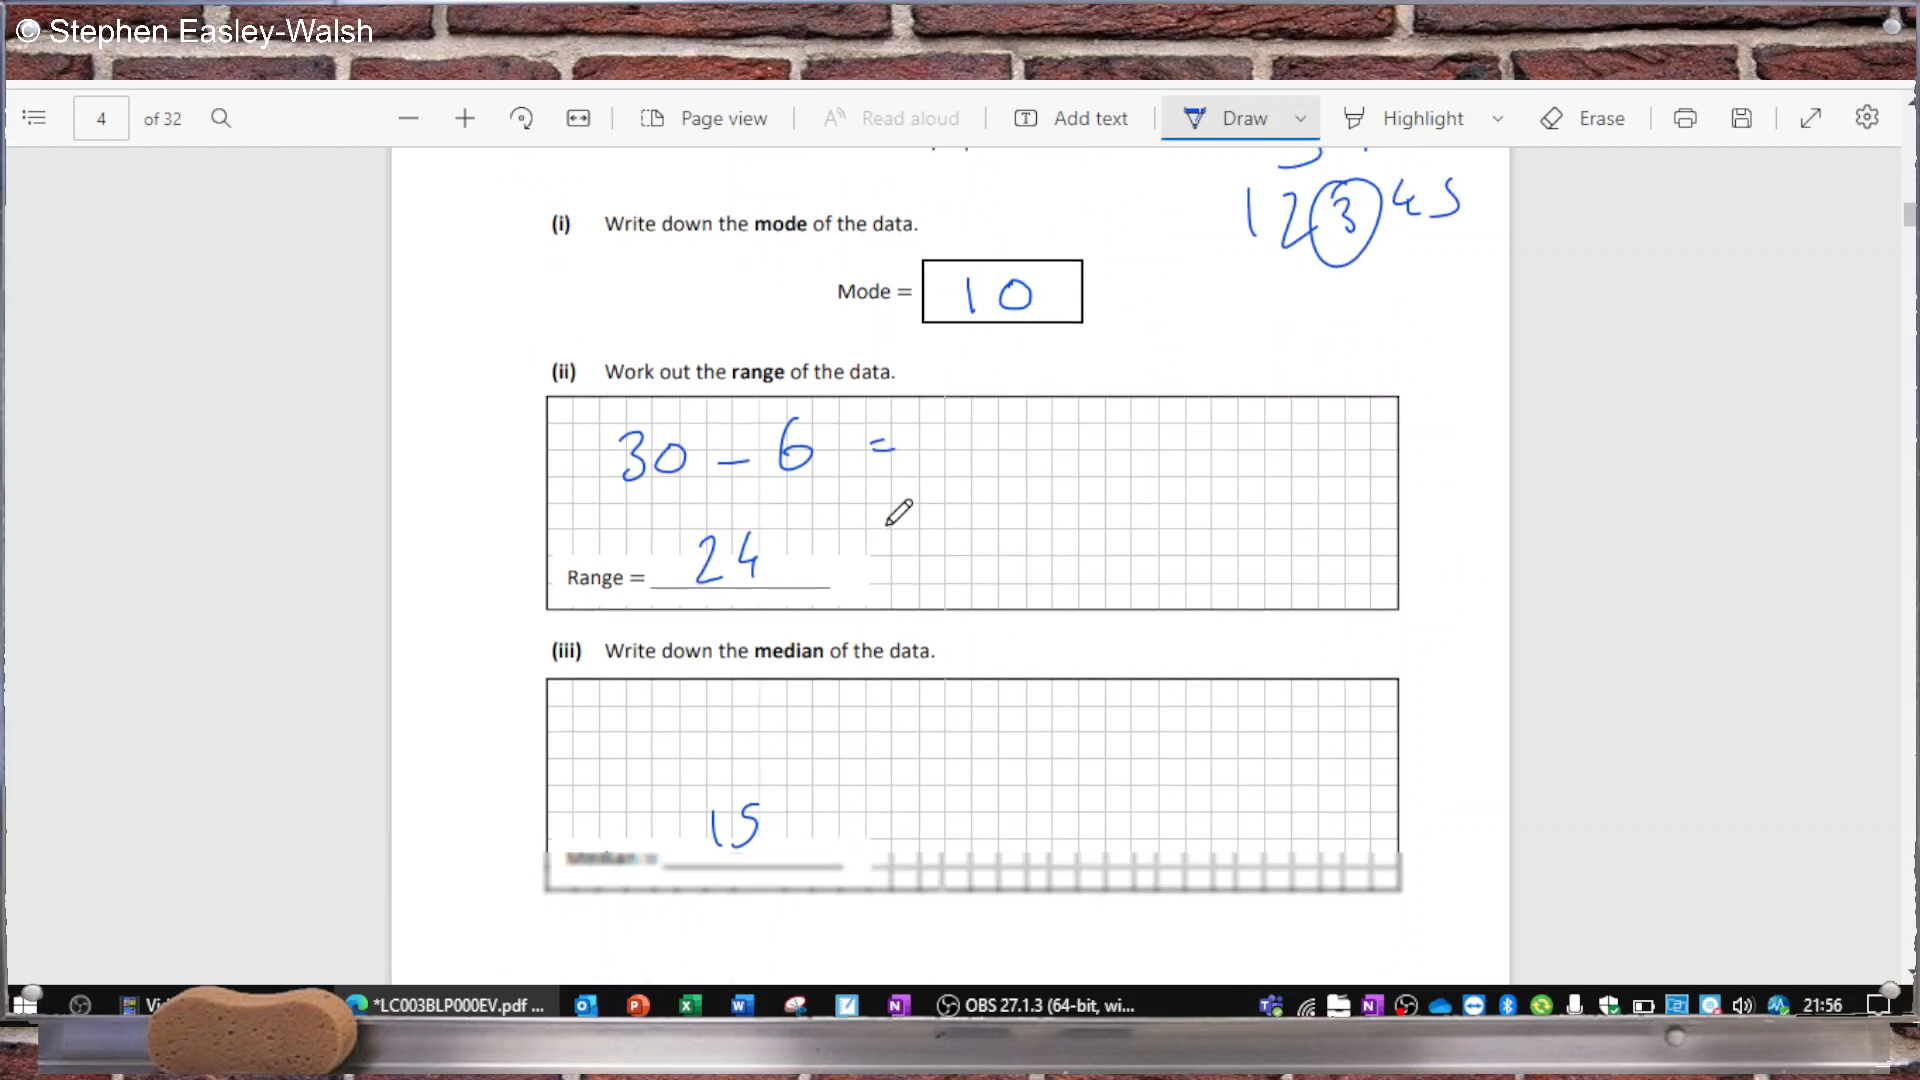 © Stephen Easley-Walsh
4 of 32
Page view
Read aloud
Add text
Draw
Highlight
Erase
1 2 3 4 5
(i) Write down the mode of the data.
Mode = 10
(ii) Work out the range of the data.
30 - 6 =
Range = 24
(iii) Write down the median of the data.
15
Median =
*LC003BLP000EV.pdf ...
OBS 27.1.3 (64-bit, wi...
21:56